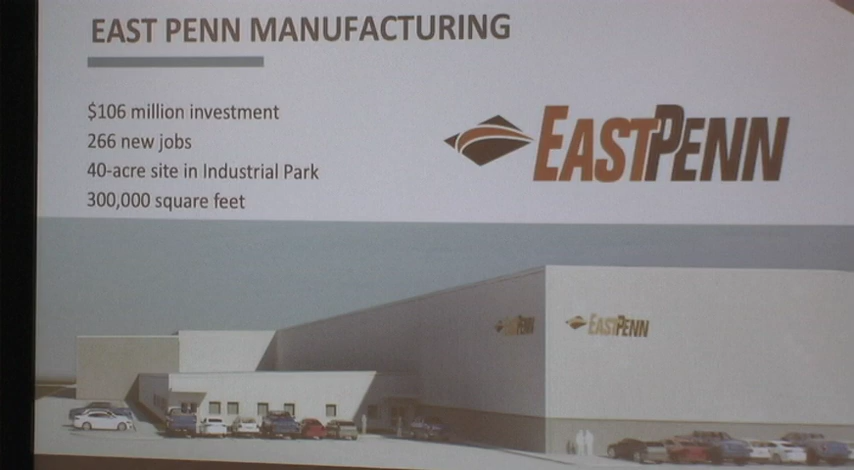 EAST PENN MANUFACTURING
$106 million investment
266 new jobs
40-acre site in Industrial Park
300,000 square feet
EASTPENN
EASTPENN
EASTPENN